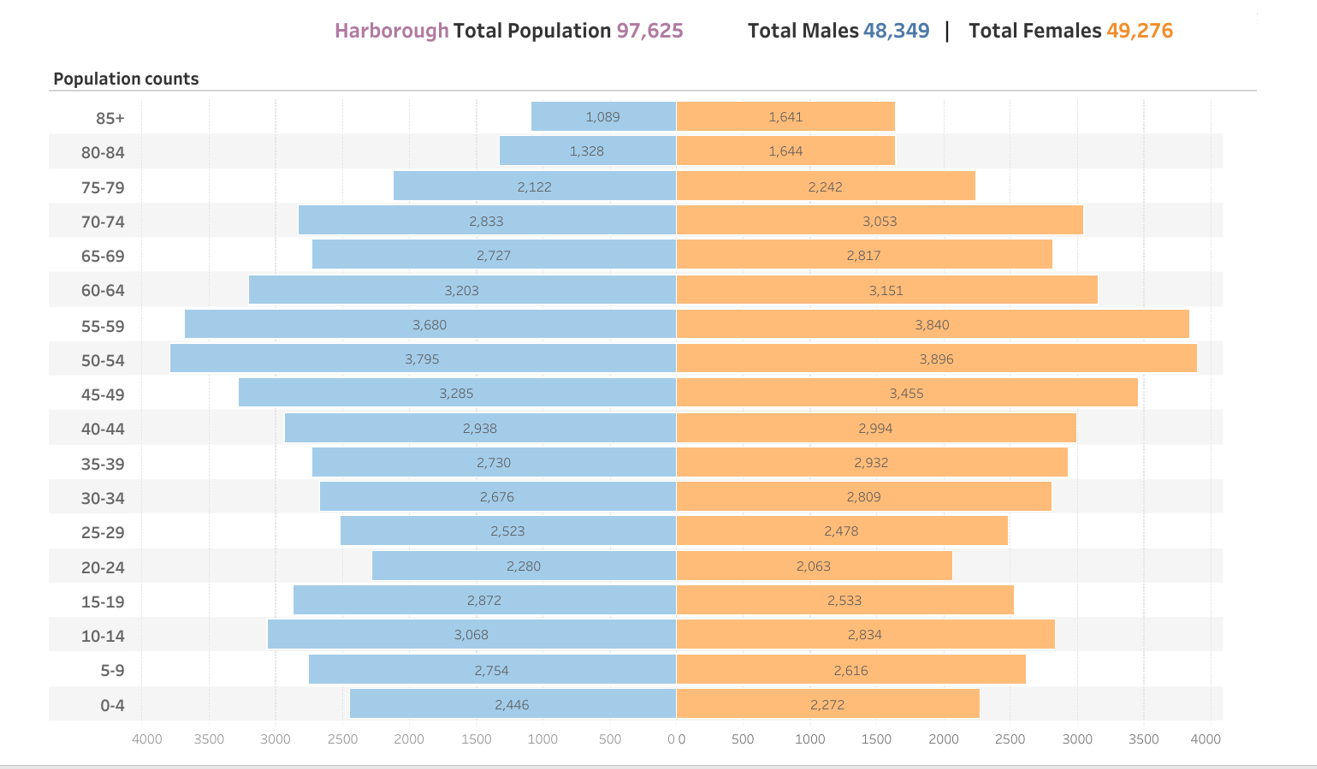 Harborough Total Population 97,625 Total Males 48,349 | Total Females 49,276
Population counts
85+ 1,089 1,641
80-84 1,328 1,644
75-79 2,122 2,242
70-74 2,833 3,053
65-69 2,727 2,817
60-64 3,203 3,151
55-59 3,680 3,840
50-54 3,795 3,896
45-49 3,285 3,455
40-44 2,938 2,994
35-39 2,730 2,932
30-34 2,676 2,809
25-29 2,523 2,478
20-24 2,280 2,063
15-19 2,872 2,533
10-14 3,068 2,834
5-9 2,754 2,616
0-4 2,446 2,272
4000 3500 3000 2500 2000 1500 1000 500 0 0 500 1000 1500 2000 2500 3000 3500 4000